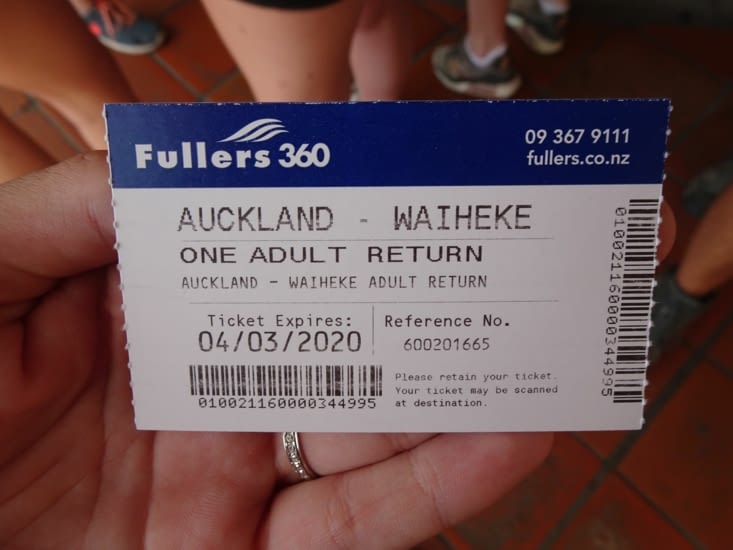 Fullers 360
09 367 9111
fullers.co.nz
AUCKLAND - WAIHEKE
ONE ADULT RETURN
AUCKLAND - WAIHEKE ADULT RETURN
Ticket Expires:
04/03/2020
Reference No.
600201665
010021160000344995
Please retain your ticket.
Your ticket may be scanned
at destination.
010021160000344995